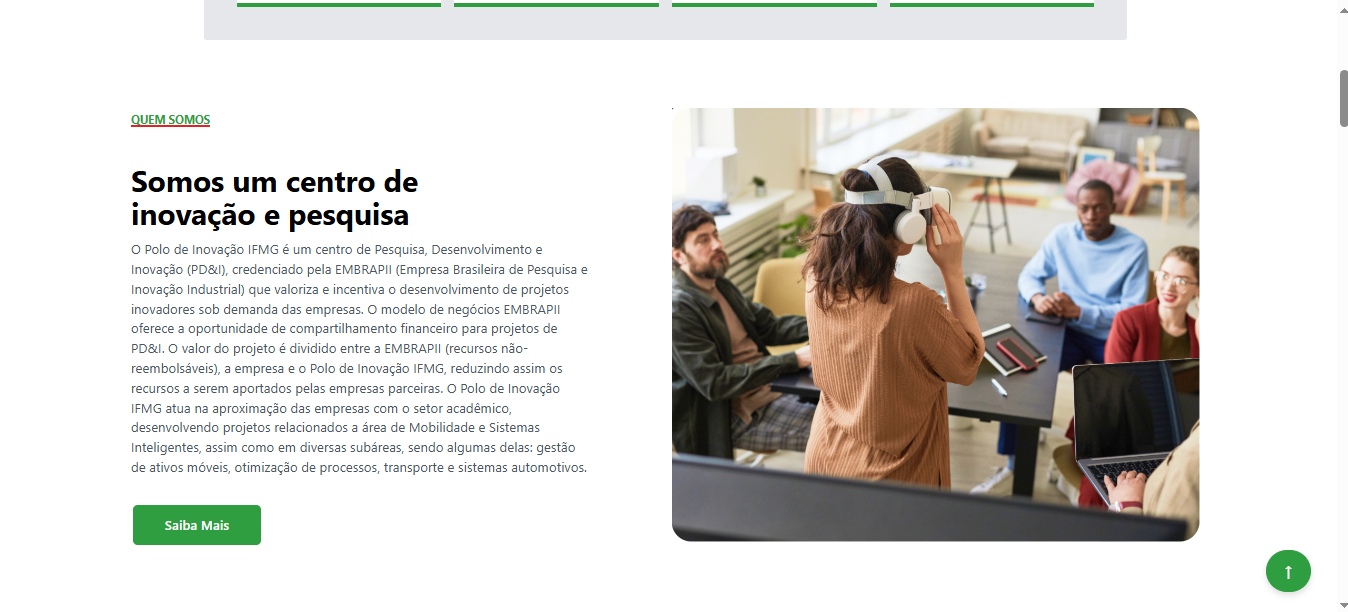 QUEM SOMOS
Somos um centro de
inovação e pesquisa
O Polo de Inovação IFMG é um centro de Pesquisa, Desenvolvimento e
Inovação (PD&I), credenciado pela EMBRAPII (Empresa Brasileira de Pesquisa e
Inovação Industrial) que valoriza e incentiva o desenvolvimento de projetos
inovadores sob demanda das empresas. O modelo de negócios EMBRAPII
oferece a oportunidade de compartilhamento financeiro para projetos de
PD&I. O valor do projeto é dividido entre a EMBRAPII (recursos não-
reembolsáveis), a empresa e o Polo de Inovação IFMG, reduzindo assim os
recursos a serem aportados pelas empresas parceiras. O Polo de Inovação
IFMG atua na aproximação das empresas com o setor acadêmico,
desenvolvendo projetos relacionados a área de Mobilidade e Sistemas
Inteligentes, assim como em diversas subáreas, sendo algumas delas: gestão
de ativos móveis, otimização de processos, transporte e sistemas automotivos.
Saiba Mais
↑